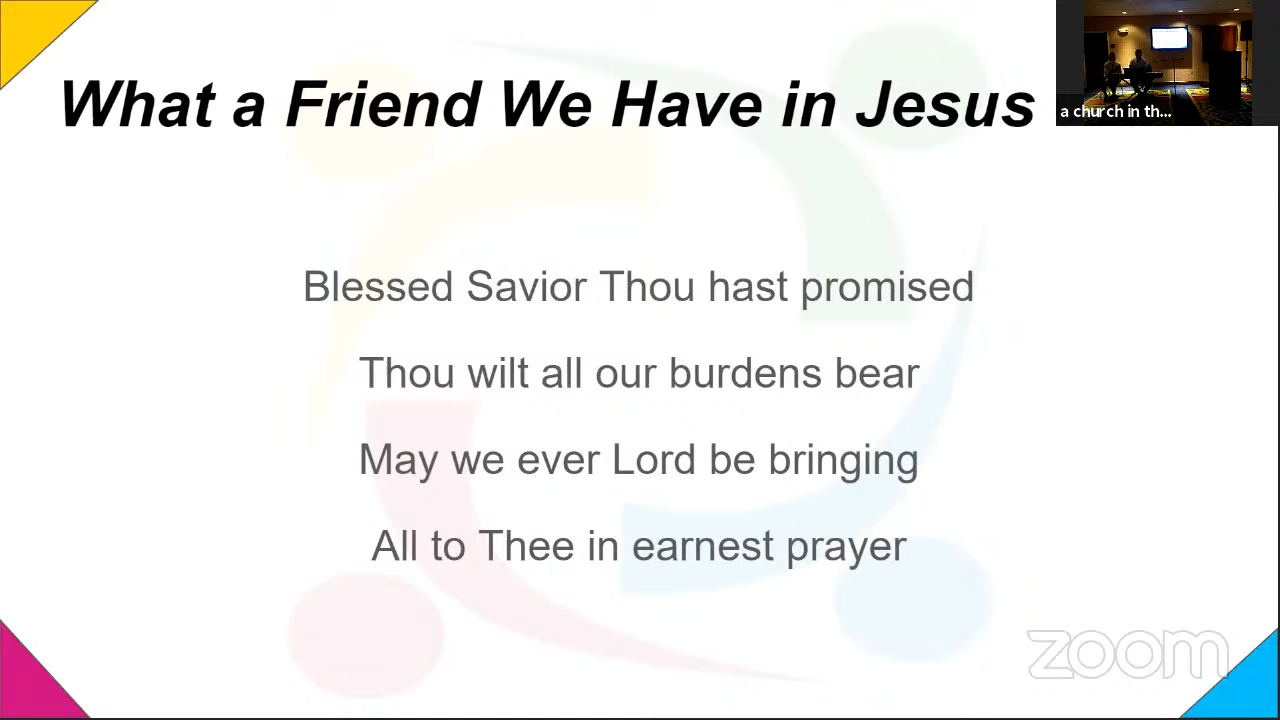 What a Friend We Have in Jesus
a church in th...
Blessed Savior Thou hast promised
Thou wilt all our burdens bear
May we ever Lord be bringing
All to Thee in earnest prayer
zoom